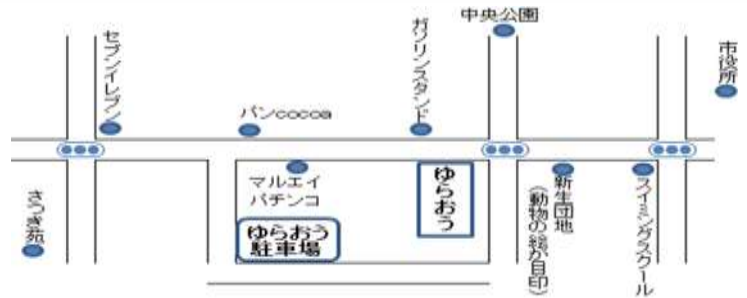 中央公園
セブンイレブン
ガソリンスタンド
市役所
パンcocoa
マルエイ
パチンコ
ゆらおう
ゆらおう
駐車場
さつき苑
新生団地
(動物の絵が目印)
スイミングスクール